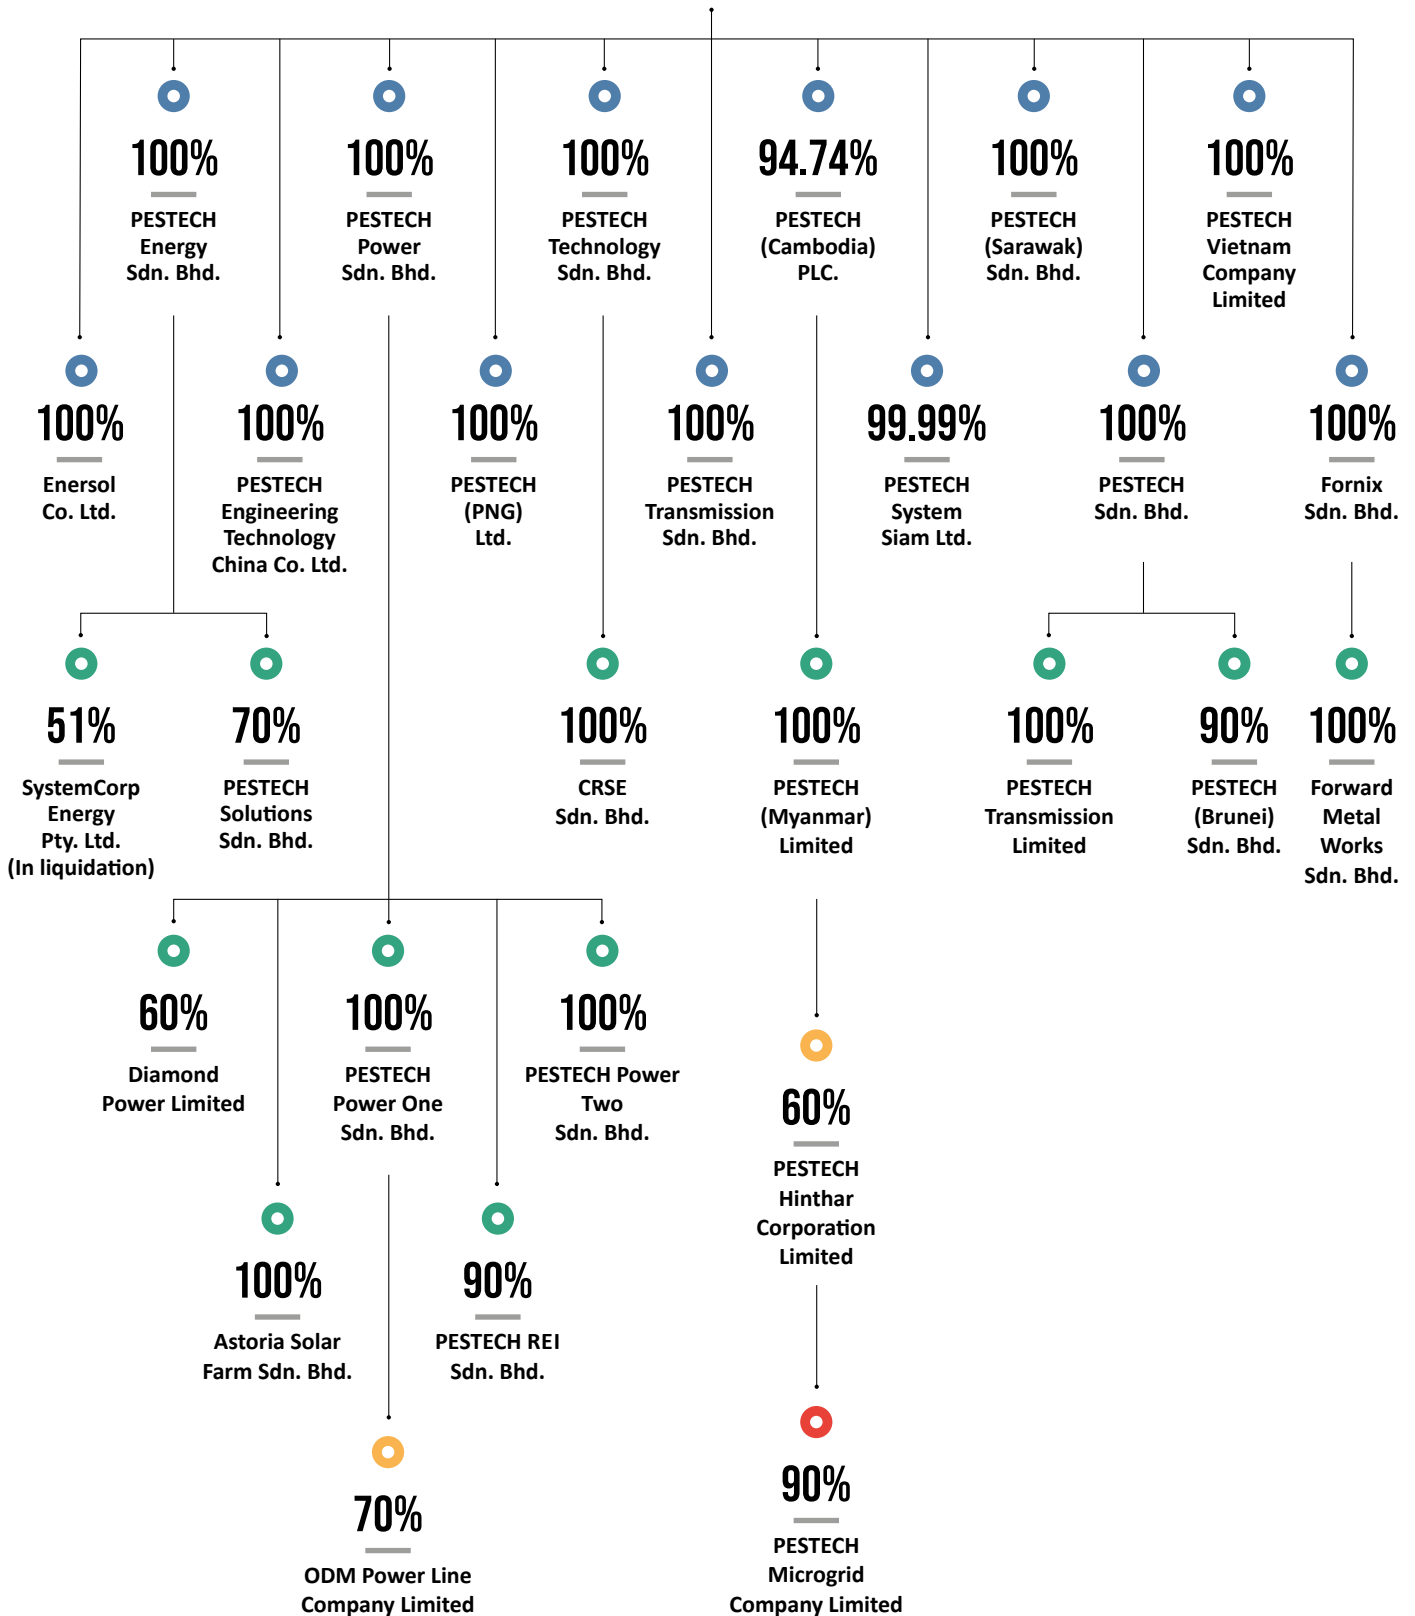 100%
PESTECH
Energy
Sdn. Bhd.
100%
PESTECH
Power
Sdn. Bhd.
100%
PESTECH
Technology
Sdn. Bhd.
94.74%
PESTECH
(Cambodia)
PLC.
100%
PESTECH
(Sarawak)
Sdn. Bhd.
100%
PESTECH
Vietnam
Company
Limited
100%
Enersol
Co. Ltd.
100%
PESTECH
Engineering
Technology
China Co. Ltd.
100%
PESTECH
(PNG)
Ltd.
100%
PESTECH
Transmission
Sdn. Bhd.
99.99%
PESTECH
System
Siam Ltd.
100%
PESTECH
Sdn. Bhd.
100%
Fornix
Sdn. Bhd.
51%
SystemCorp
Energy
Pty. Ltd.
(In liquidation)
70%
PESTECH
Solutions
Sdn. Bhd.
100%
CRSE
Sdn. Bhd.
100%
PESTECH
(Myanmar)
Limited
100%
PESTECH
Transmission
Limited
90%
PESTECH
(Brunei)
Sdn. Bhd.
100%
Forward
Metal
Works
Sdn. Bhd.
60%
Diamond
Power Limited
100%
PESTECH
Power One
Sdn. Bhd.
100%
PESTECH Power
Two
Sdn. Bhd.
60%
PESTECH
Hinthar
Corporation
Limited
100%
Astoria Solar
Farm Sdn. Bhd.
90%
PESTECH REI
Sdn. Bhd.
70%
ODM Power Line
Company Limited
90%
PESTECH
Microgrid
Company Limited